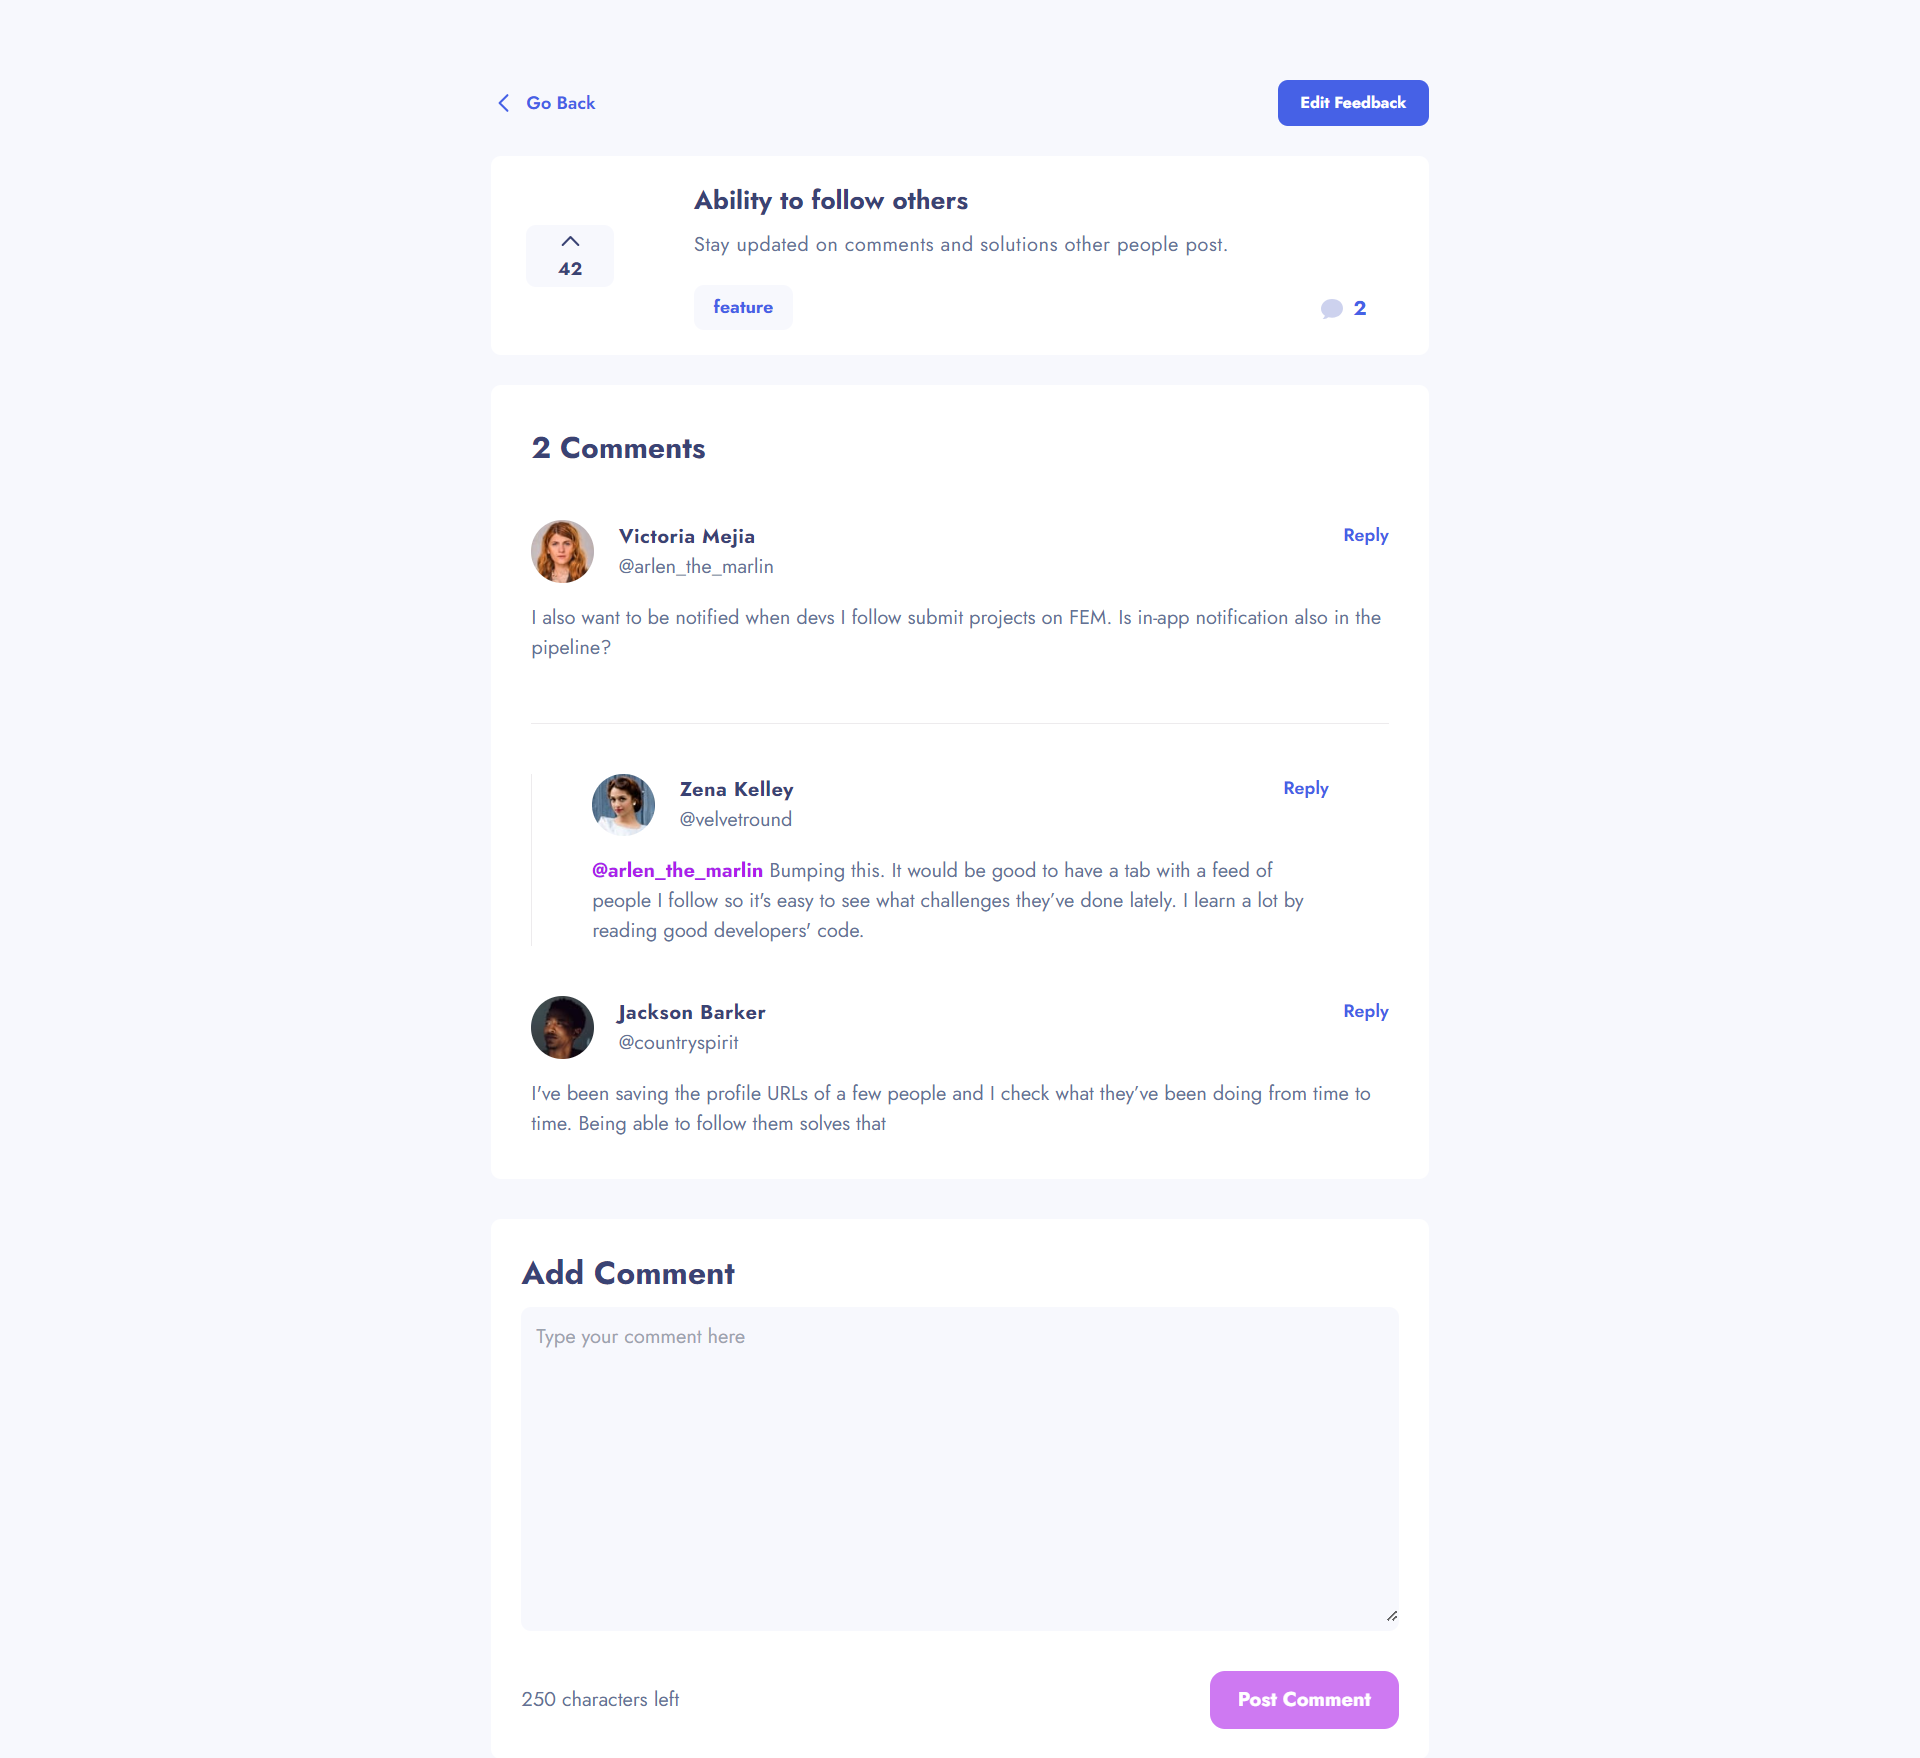 Go Back
Edit Feedback
Ability to follow others
Stay updated on comments and solutions other people post.
42
feature
2
2 Comments
Victoria Mejia
Reply
@arlen_the_marlin
I also want to be notified when devs I follow submit projects on FEM. Is in-app notification also in the
pipeline?
Zena Kelley
Reply
@velvetround
@arlen_the_marlin Bumping this. It would be good to have a tab with a feed of
people I follow so it's easy to see what challenges they’ve done lately. I learn a lot by
reading good developers' code.
Jackson Barker
Reply
@countryspirit
I've been saving the profile URLs of a few people and I check what they’ve been doing from time to
time. Being able to follow them solves that
Add Comment
Type your comment here
250 characters left
Post Comment